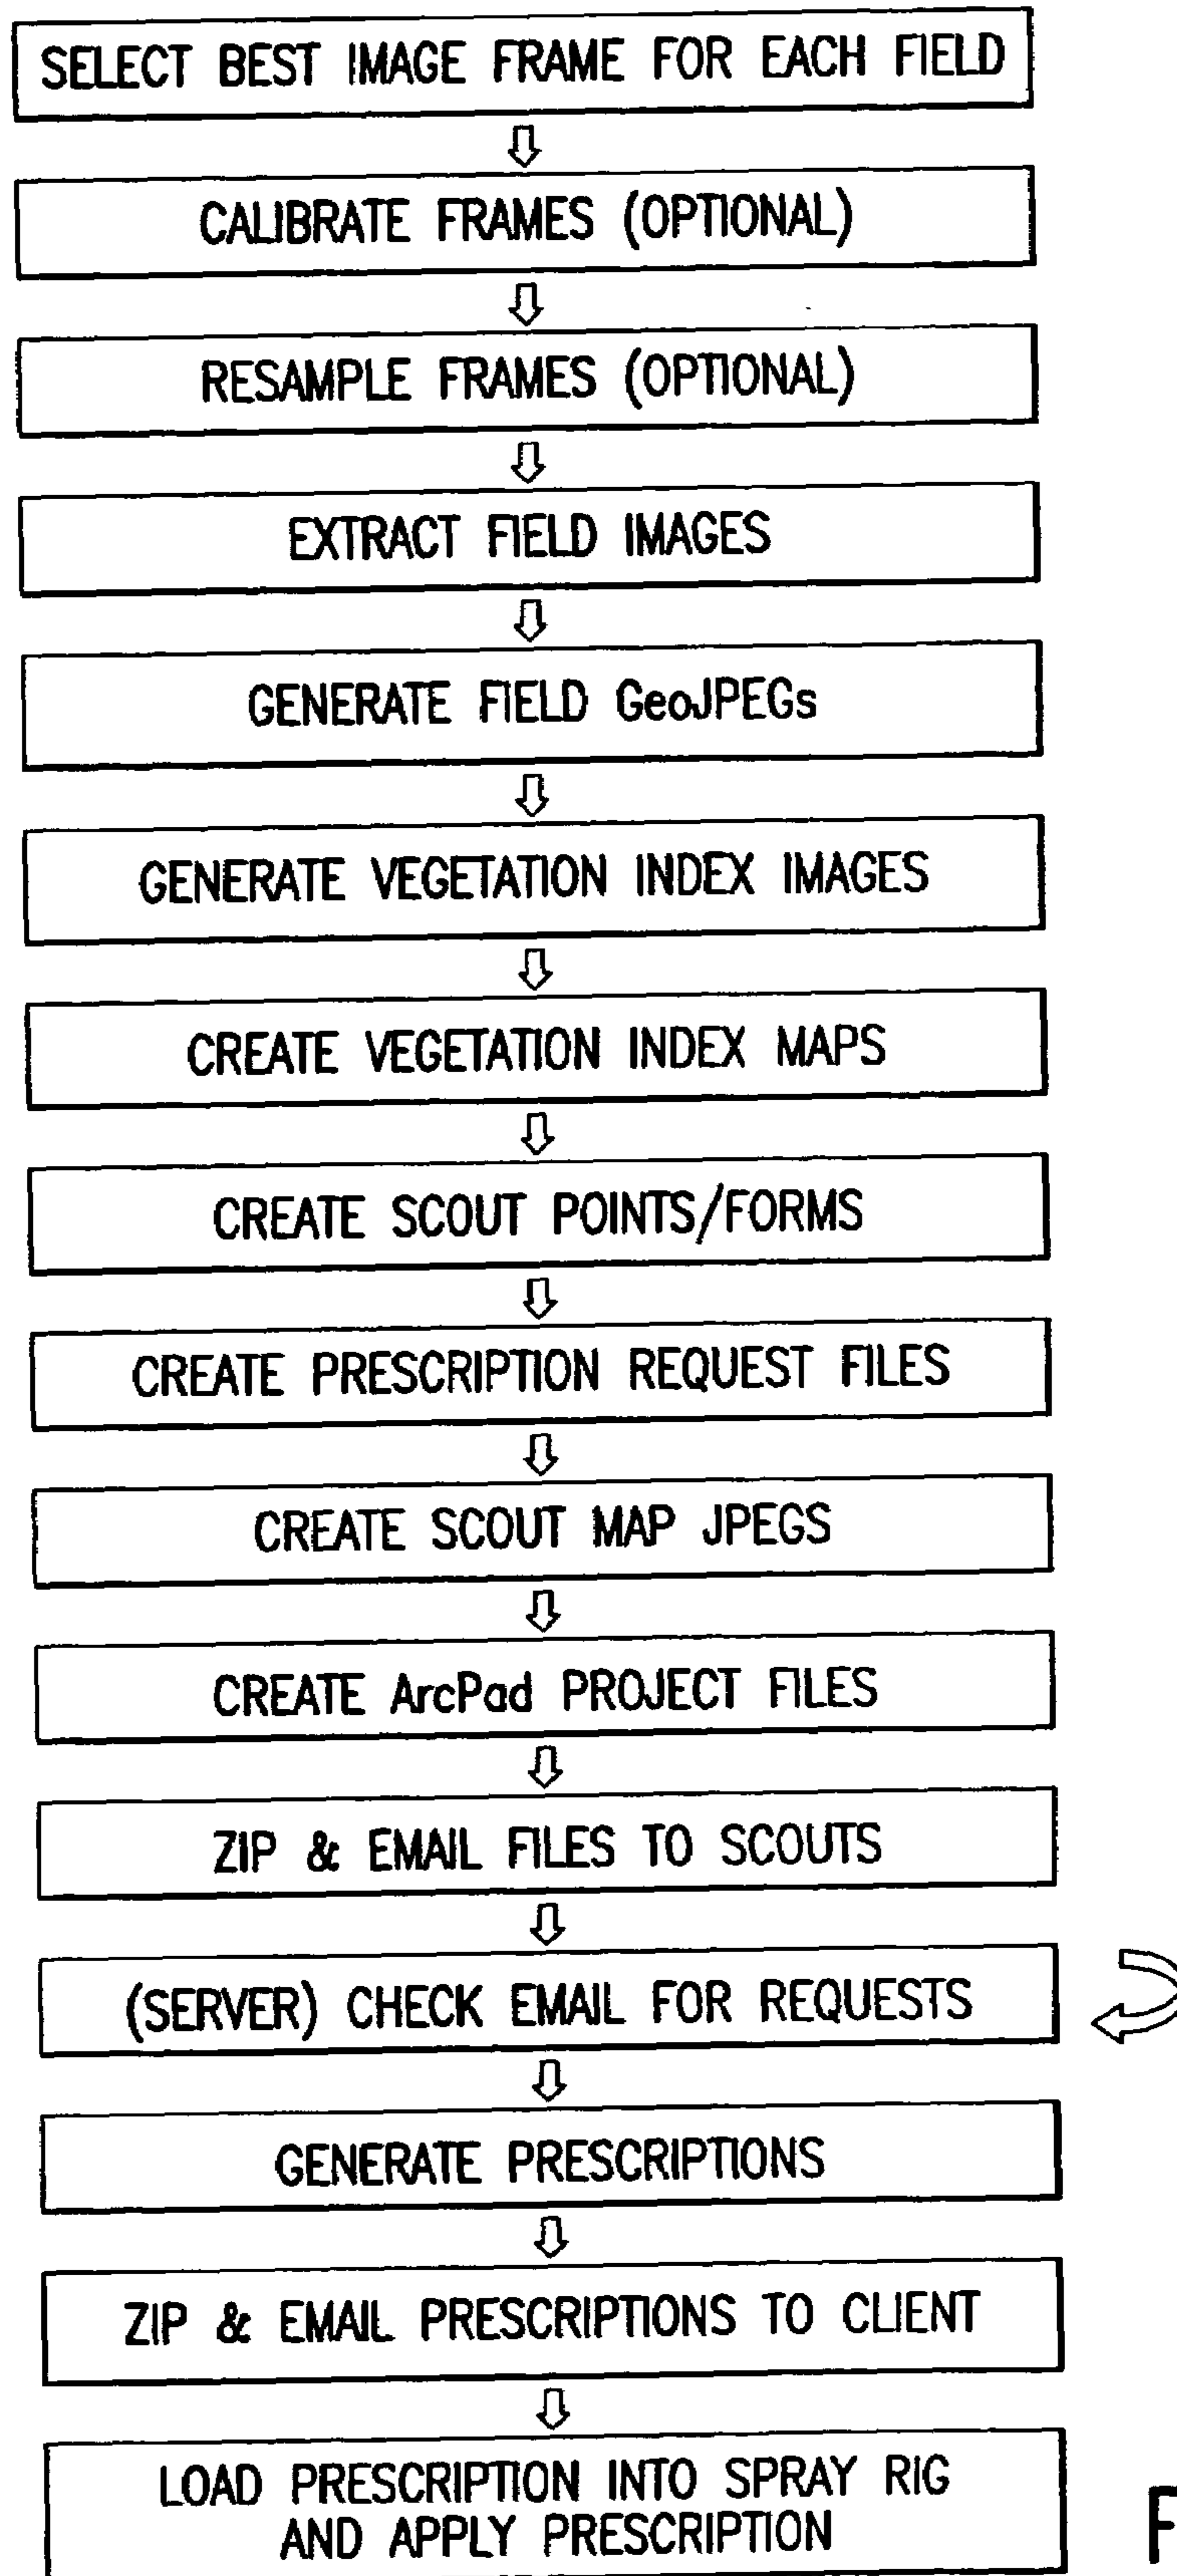 SELECT BEST IMAGE FRAME FOR EACH FIELD
CALIBRATE FRAMES (OPTIONAL)
RESAMPLE FRAMES (OPTIONAL)
EXTRACT FIELD IMAGES
GENERATE FIELD GeoJPEGs
GENERATE VEGETATION INDEX IMAGES
CREATE VEGETATION INDEX MAPS
CREATE SCOUT POINTS/FORMS
CREATE PRESCRIPTION REQUEST FILES
CREATE SCOUT MAP JPEGS
CREATE ArcPad PROJECT FILES
ZIP & EMAIL FILES TO SCOUTS
(SERVER) CHECK EMAIL FOR REQUESTS
GENERATE PRESCRIPTIONS
ZIP & EMAIL PRESCRIPTIONS TO CLIENT
LOAD PRESCRIPTION INTO SPRAY RIG
AND APPLY PRESCRIPTION